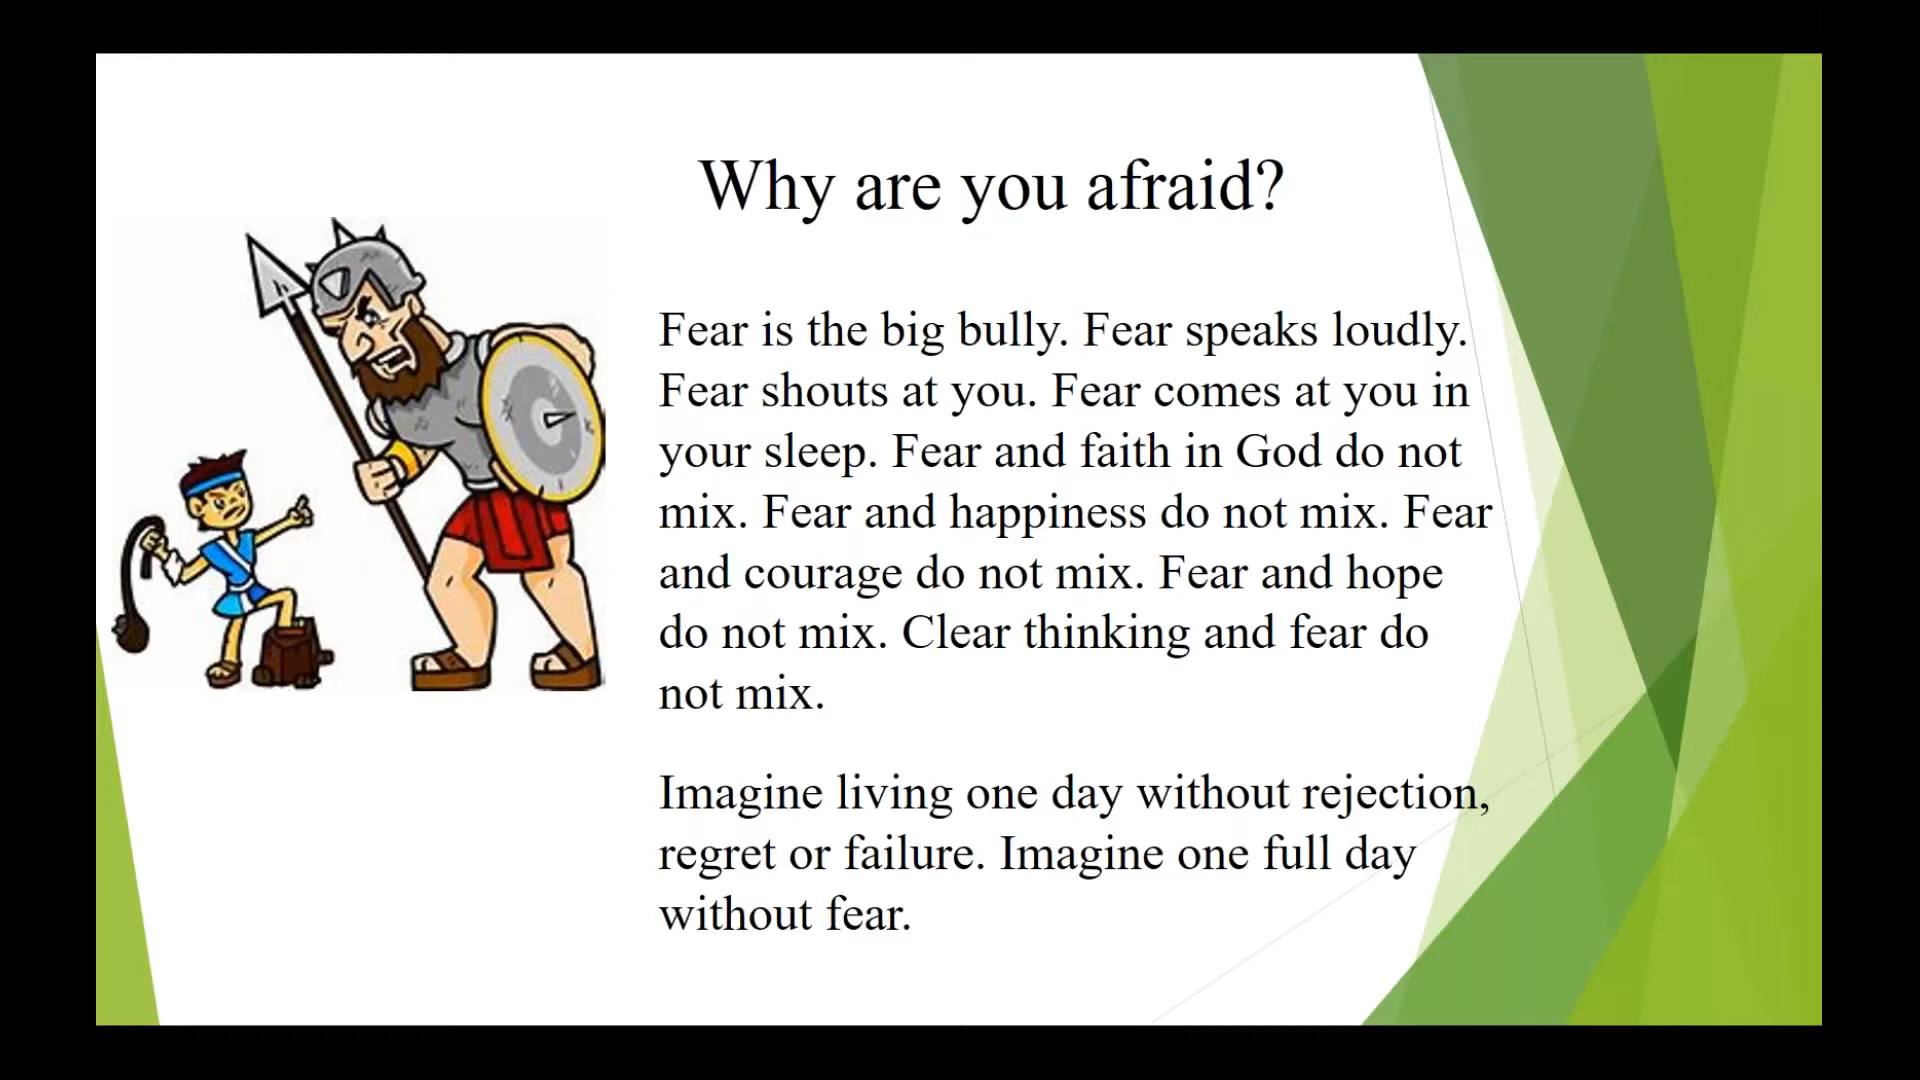 Why are you afraid?
Fear is the big bully. Fear speaks loudly.
Fear shouts at you. Fear comes at you in
your sleep. Fear and faith in God do not
mix. Fear and happiness do not mix. Fear
and courage do not mix. Fear and hope
do not mix. Clear thinking and fear do
not mix.
Imagine living one day without rejection,
regret or failure. Imagine one full day
without fear.